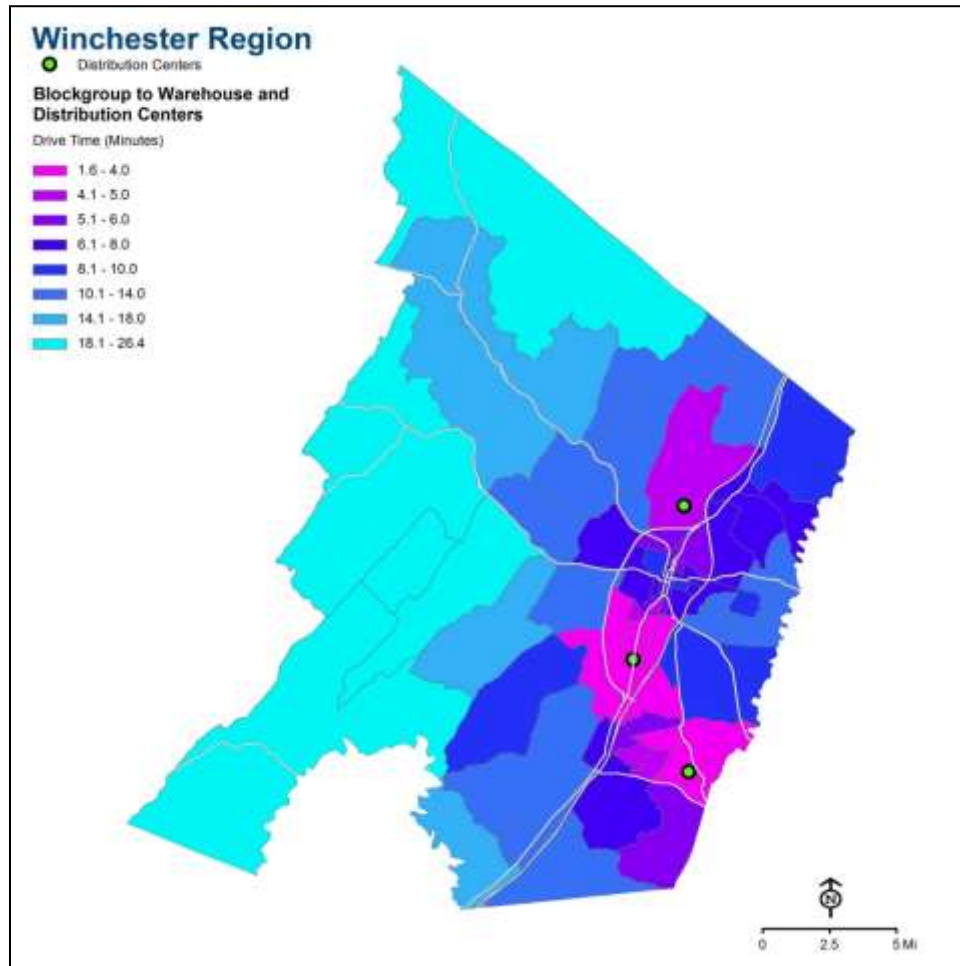 Winchester Region
Distribution Centers
Blockgroup to Warehouse and
Distribution Centers
Drive Time (Minutes)
1.6 - 4.0
4.1 - 5.0
5.1 - 6.0
6.1 - 8.0
8.1 - 10.0
10.1 - 14.0
14.1 - 18.0
18.1 - 26.4
N
0 2.5 5 Mi